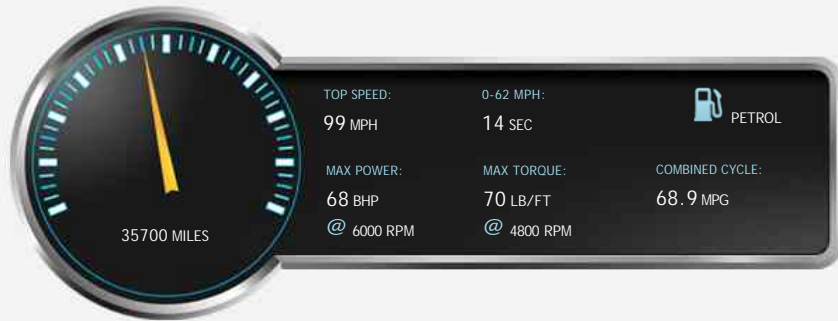 TOP SPEED:
0-62 MPH:
99 MPH
14 SEC
PETROL
MAX POWER:
MAX TORQUE:
COMBINED CYCLE:
68 BHP
70 LB/FT
68.9 MPG
@ 6000 RPM
@ 4800 RPM
35700 MILES